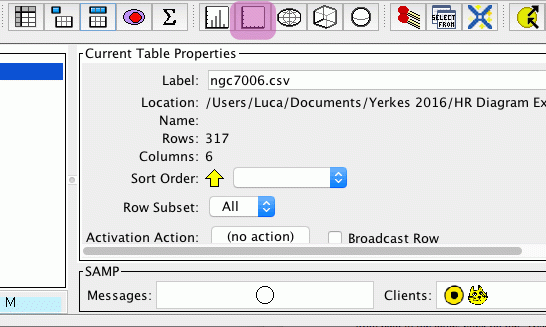 Σ
SELECT
FROM
Current Table Properties
Label: ngc7006.csv
Location: /Users/Luca/Documents/Yerkes 2016/HR Diagram Ex
Name:
Rows: 317
Columns: 6
Sort Order:
Row Subset: All
Activation Action: (no action) Broadcast Row
SAMP
M Messages: Clients: